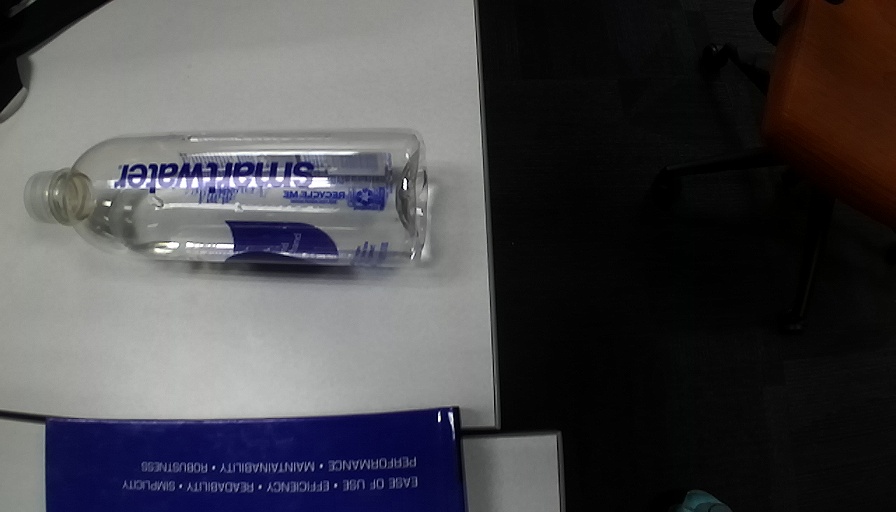 smartwater
RECYCLE ME
EASE OF USE • EFFICIENCY • READABILITY • SIMPLICITY
PERFORMANCE • MAINTAINABILITY • ROBUSTNESS